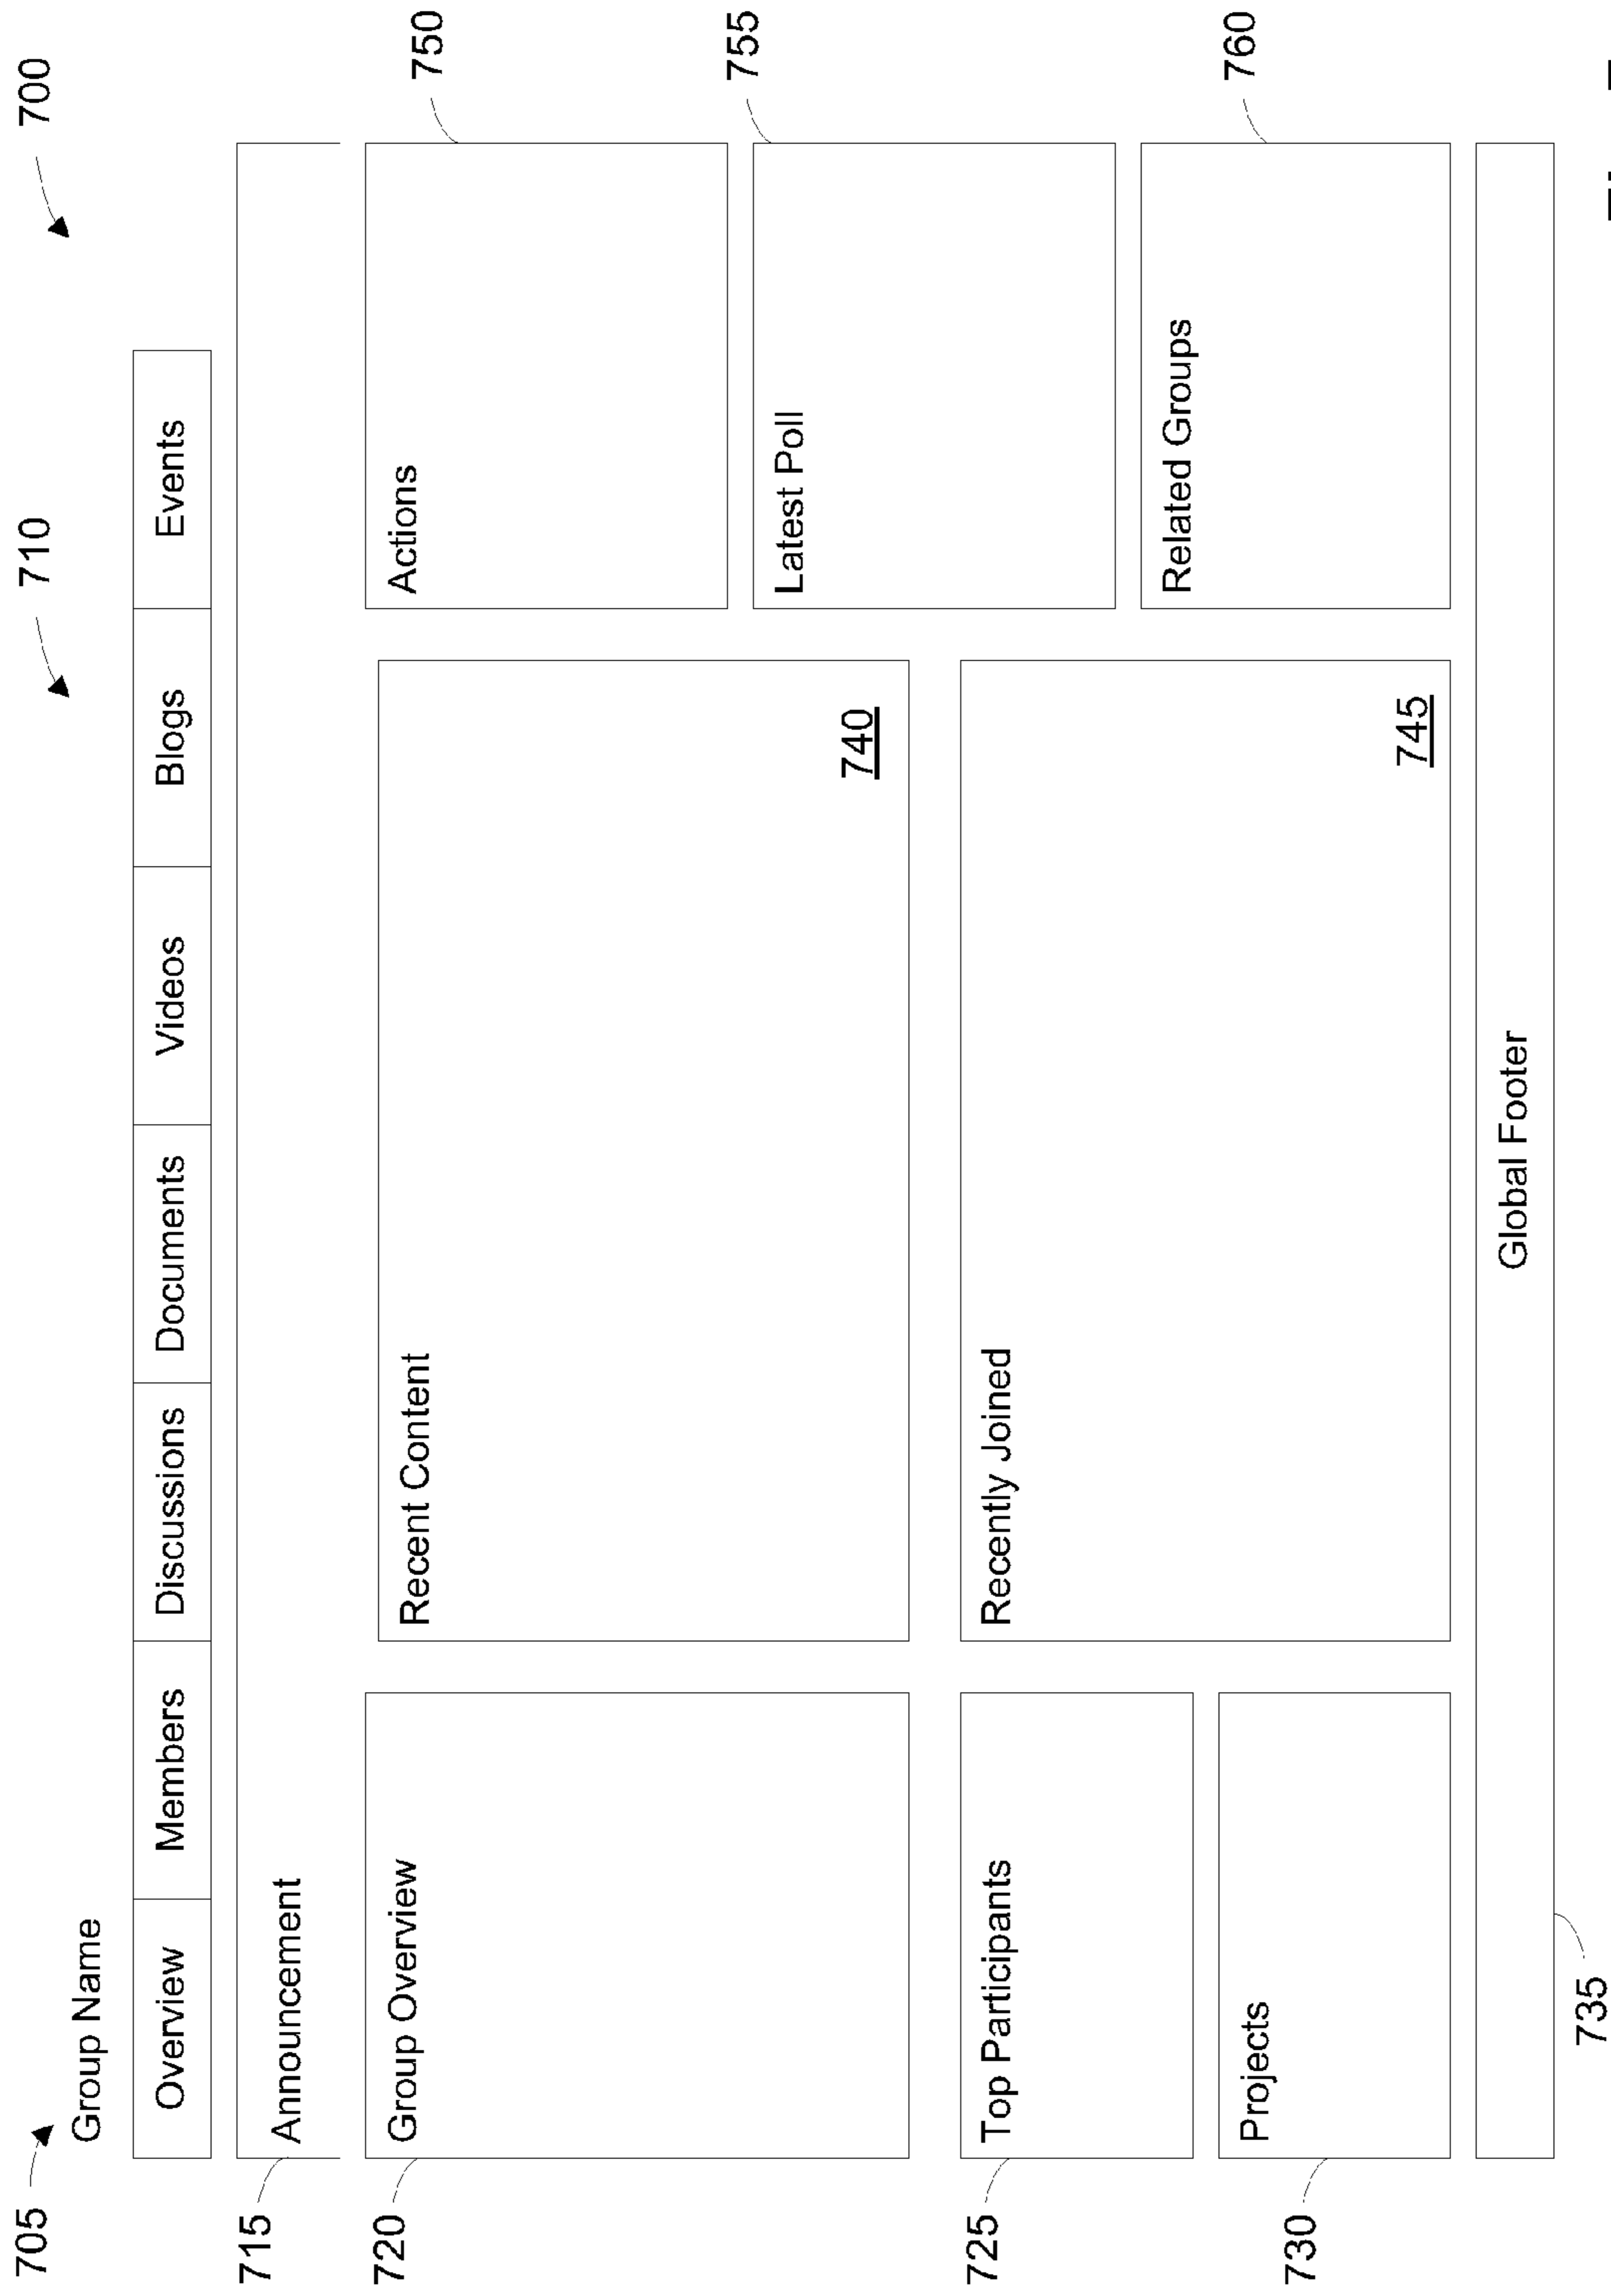 700
705
710
Group Name
Overview Members Discussions Documents Videos Blogs Events
715
Announcement
720
Group Overview
Recent Content
740
Actions
750
Latest Poll
755
725
Top Participants
Recently Joined
745
Related Groups
760
730
Projects
Global Footer
735